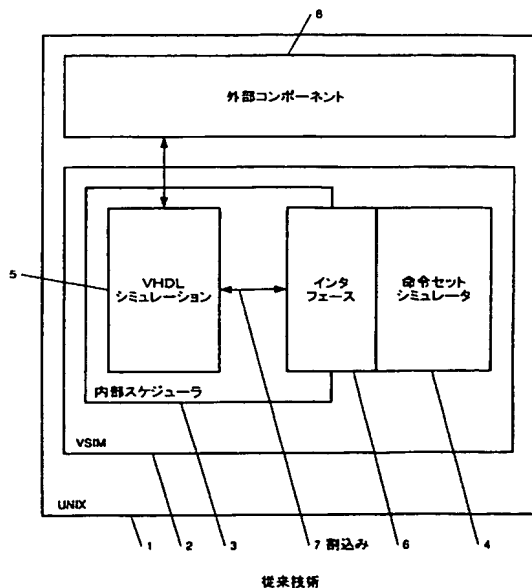 8
外部コンポーネント
5
VHDL
シミュレーション
インタ
フェース
命令セット
シミュレータ
内部スケジューラ
VSIM
UNIX
1
2
3
7 割込み
6
4
従来技術